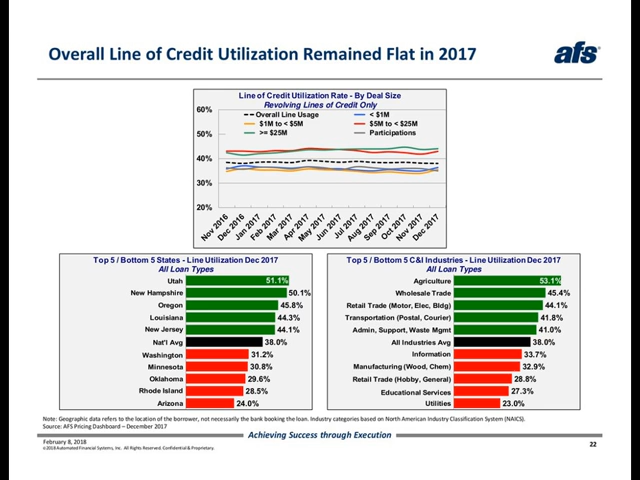 Overall Line of Credit Utilization Remained Flat in 2017
afs
Line of Credit Utilization Rate - By Deal Size
Revolving Lines of Credit Only
Overall Line Usage
< $1M
$1M to < $5M
$5M to < $25M
>= $25M
Participations
60%
50%
40%
30%
20%
Nov 2016
Dec 2016
Jan 2017
Feb 2017
Mar 2017
Apr 2017
May 2017
Jun 2017
Jul 2017
Aug 2017
Sep 2017
Oct 2017
Nov 2017
Dec 2017
Top 5 / Bottom 5 States - Line Utilization Dec 2017
All Loan Types
Utah 51.1%
New Hampshire 50.1%
Oregon 45.8%
Louisiana 44.3%
New Jersey 44.1%
Nat'l Avg 38.0%
Washington 31.2%
Minnesota 30.8%
Oklahoma 29.6%
Rhode Island 28.5%
Arizona 24.0%
Top 5 / Bottom 5 C&I Industries - Line Utilization Dec 2017
All Loan Types
Agriculture 53.1%
Wholesale Trade 45.4%
Retail Trade (Motor, Elec, Bldg) 44.1%
Transportation (Postal, Courier) 41.8%
Admin, Support, Waste Mgmt 41.0%
All Industries Avg 38.0%
Information 33.7%
Manufacturing (Wood, Chem) 32.9%
Retail Trade (Hobby, General) 28.8%
Educational Services 27.3%
Utilities 23.0%
Note: Geographic data refers to the location of the borrower, not necessarily the bank booking the loan. Industry categories based on North American Industry Classification System (NAICS).
Source: AFS Pricing Dashboard – December 2017
Achieving Success through Execution
February 8, 2018
©2018 Automated Financial Systems, Inc. All Rights Reserved. Confidential & Proprietary.
22